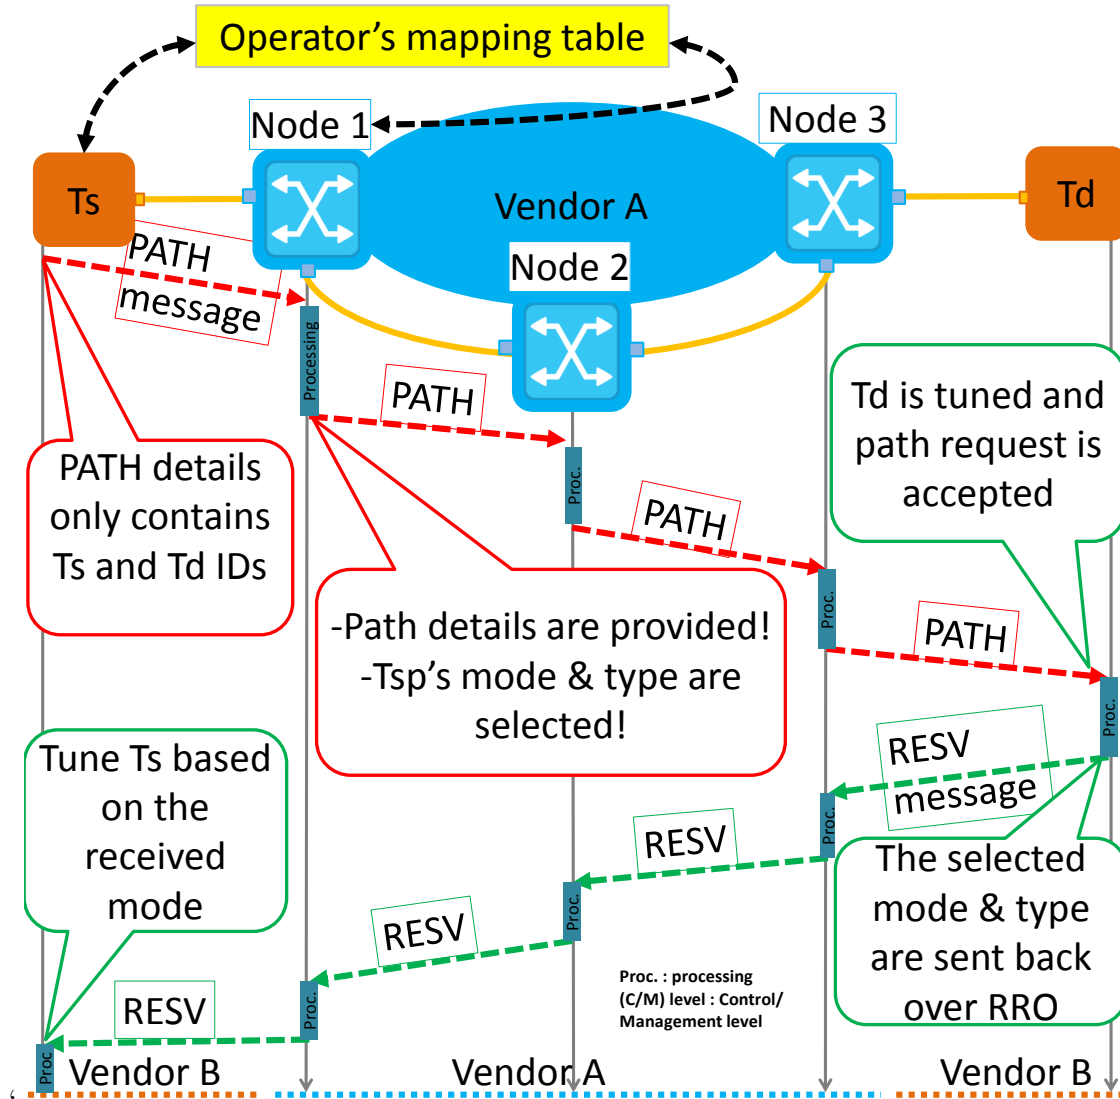 Operator’s mapping table
Node 1
Node 3
Ts
Vendor A
Td
Node 2
PATH
message
Processing
PATH
Td is tuned and
path request is
accepted
PATH details
only contains
Ts and Td IDs
Proc.
PATH
-Path details are provided!
-Tsp’s mode & type are
selected!
Proc.
PATH
Proc.
RESV
message
Tune Ts based
on the
received
mode
Proc.
RESV
The selected
mode & type
are sent back
over RRO
Proc.
RESV
Proc. : processing
(C/M) level : Control/
Management level
Proc.
RESV
Proc
Vendor B
Vendor A
Vendor B
‘